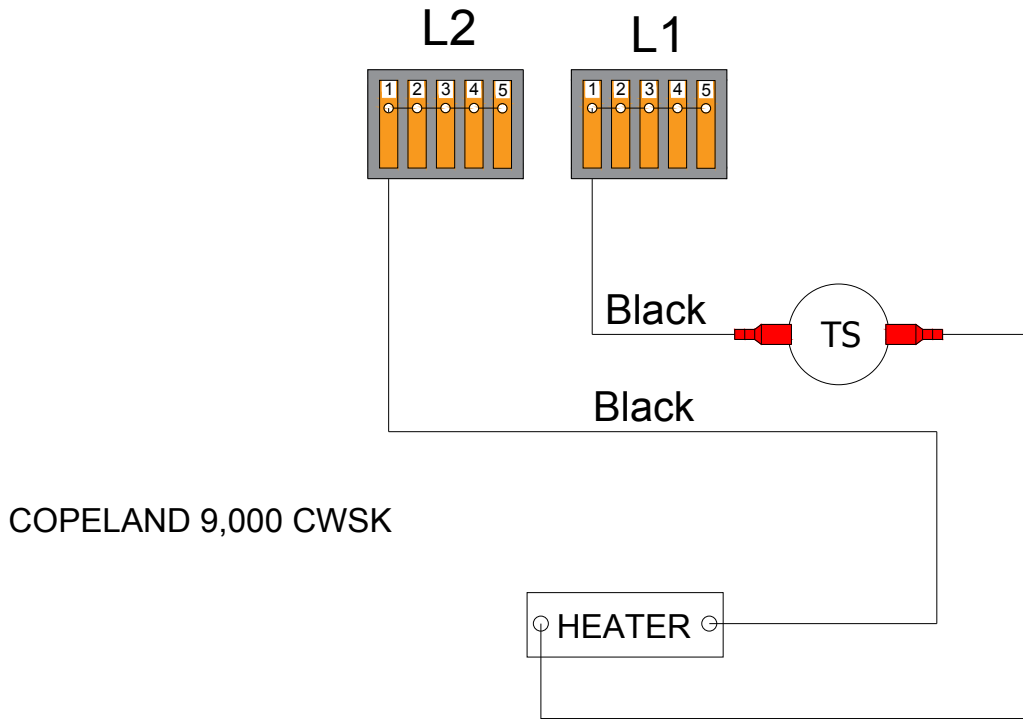 L2
L1
1 2 3 4 5
1 2 3 4 5
Black
TS
Black
COPELAND 9,000 CWSK
HEATER